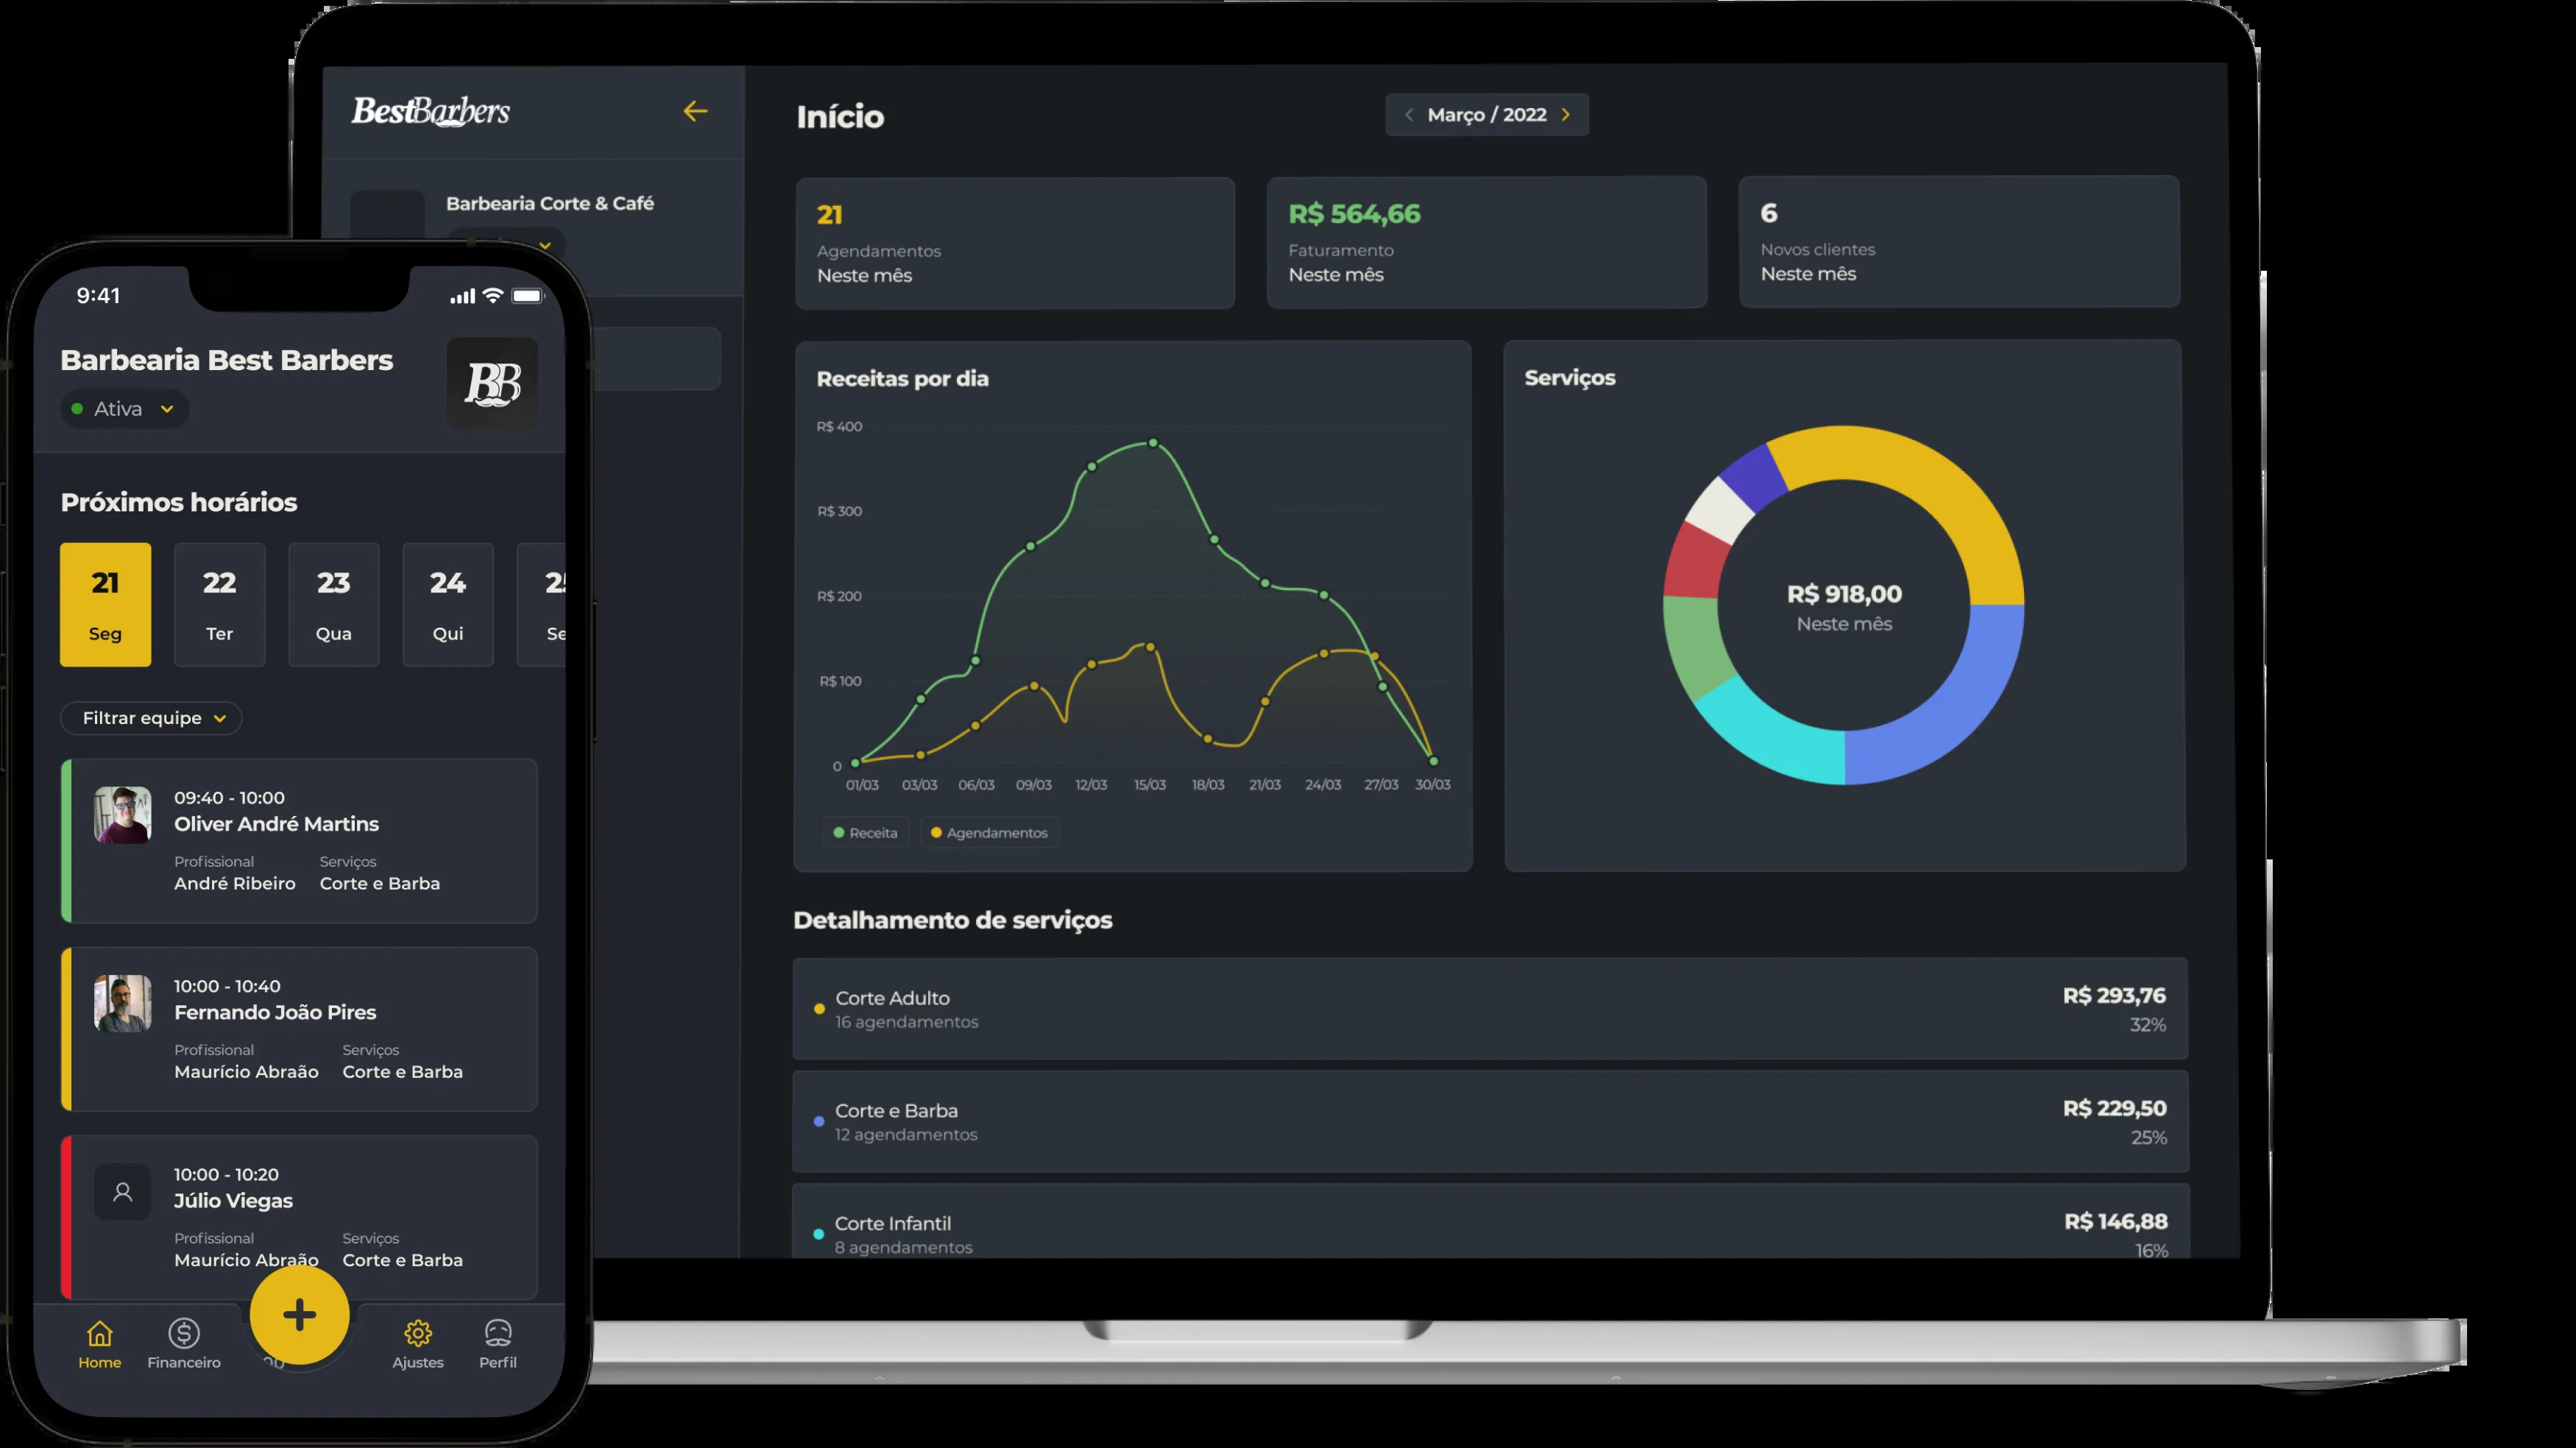 BestBarbers
Barbearia Corte & Café
Início
Março / 2022
21
Agendamentos
Neste mês
R$ 564,66
Faturamento
Neste mês
6
Novos clientes
Neste mês
Receitas por dia
R$ 400
R$ 300
R$ 200
R$ 100
0
01/03 03/03 06/03 09/03 12/03 15/03 18/03 21/03 24/03 27/03 30/03
Receita Agendamentos
Serviços
R$ 918,00
Neste mês
Detalhamento de serviços
Corte Adulto
16 agendamentos
R$ 293,76
32%
Corte e Barba
12 agendamentos
R$ 229,50
25%
Corte Infantil
8 agendamentos
R$ 146,88
16%
9:41
Barbearia Best Barbers
BB
Ativa
Próximos horários
21 22 23 24
Seg Ter Qua Qui Se
Filtrar equipe
09:40 - 10:00
Oliver André Martins
Profissional Serviços
André Ribeiro Corte e Barba
10:00 - 10:40
Fernando João Pires
Profissional Serviços
Maurício Abraão Corte e Barba
10:00 - 10:20
Júlio Viegas
Profissional Serviços
Maurício Abraão Corte e Barba
Home Financeiro Ajustes Perfil